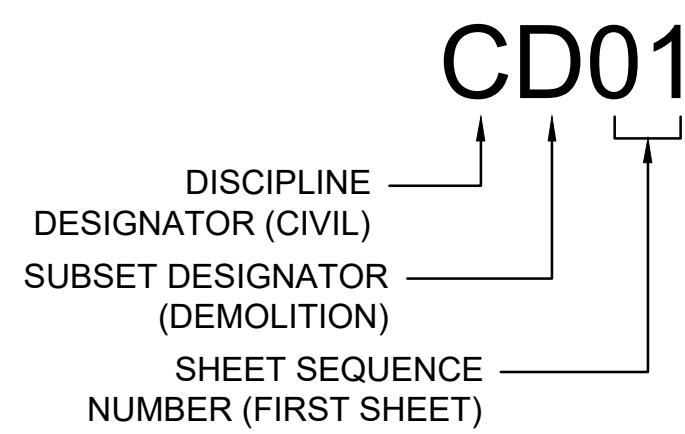 CD01
DISCIPLINE
DESIGNATOR (CIVIL)
SUBSET DESIGNATOR
(DEMOLITION)
SHEET SEQUENCE
NUMBER (FIRST SHEET)